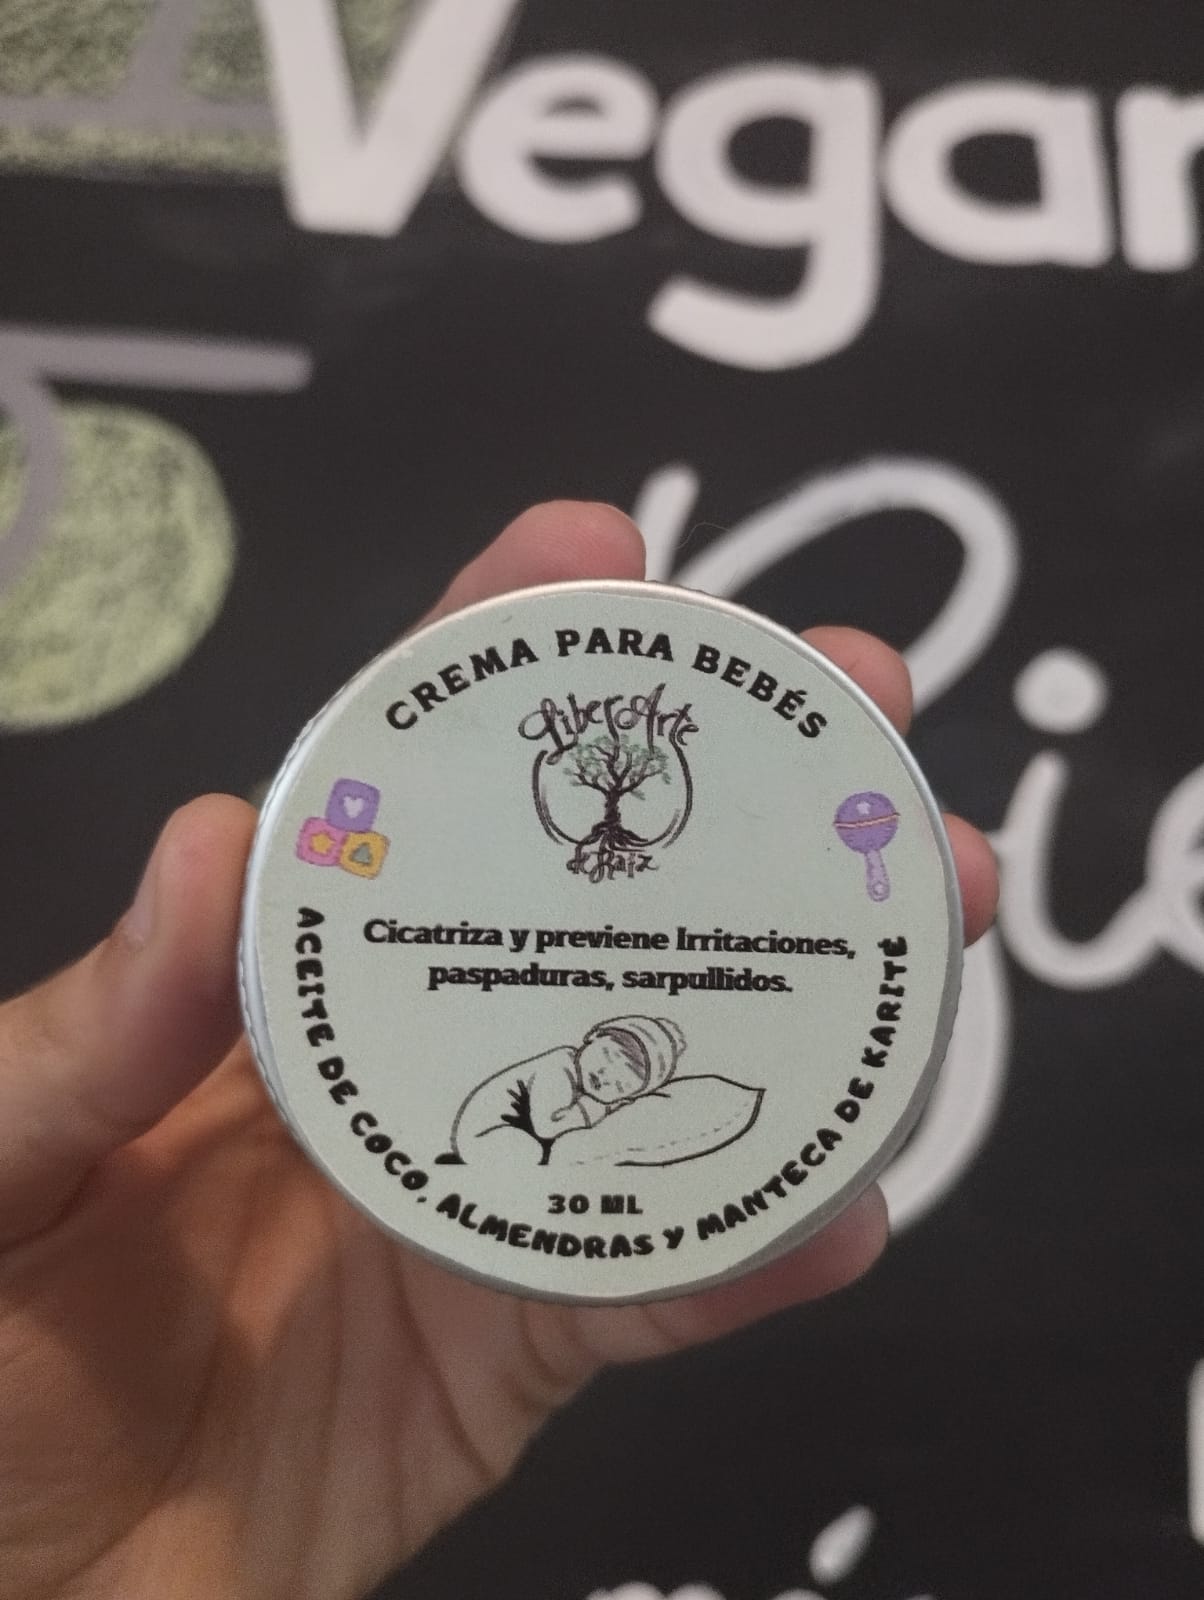 Vegan
CREMA PARA BEBÉS
LiberArte
de Raíz
Cicatriza y previene Irritaciones,
paspaduras, sarpullidos.
30 ML
ACEITE DE COCO, ALMENDRAS Y MANTECA DE KARITÉ